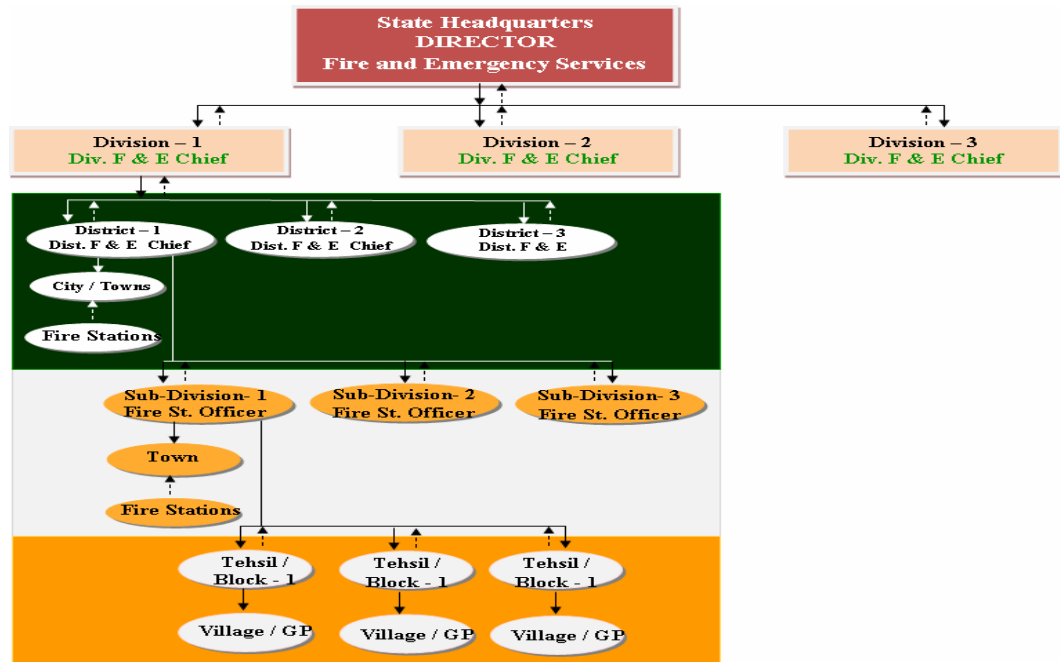 State Headquarters
DIRECTOR
Fire and Emergency Services
Division – 1
Div. F & E Chief
Division – 2
Div. F & E Chief
Division – 3
Div. F & E Chief
District – 1
Dist. F & E Chief
District – 2
Dist. F & E Chief
District – 3
Dist. F & E
City / Towns
Fire Stations
Sub-Division- 1
Fire St. Officer
Sub-Division- 2
Fire St. Officer
Sub-Division- 3
Fire St. Officer
Town
Fire Stations
Tehsil /
Block - 1
Tehsil /
Block - 1
Tehsil /
Block - 1
Village / GP
Village / GP
Village / GP